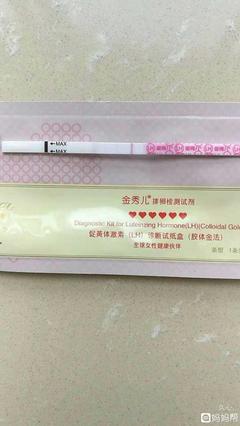 ←MAX
←MAX
金秀儿 排卵检测试剂
Diagnostic Kit for Luteinizing Hormone(LH)(Colloidal Gold
促黄体激素（LH）诊断试纸盒（胶体金法）
全球女性健康伙伴
妈妈帮